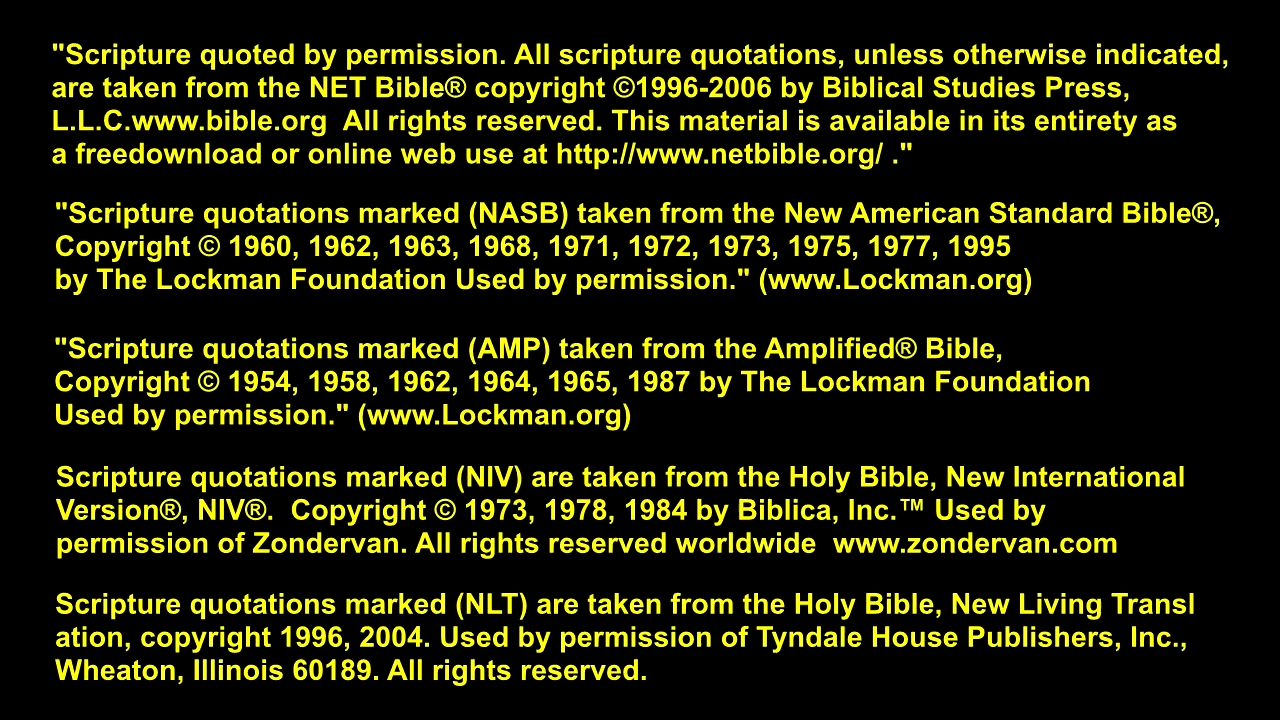 "Scripture quoted by permission. All scripture quotations, unless otherwise indicated,
are taken from the NET Bible® copyright ©1996-2006 by Biblical Studies Press,
L.L.C.www.bible.org  All rights reserved. This material is available in its entirety as
a freedownload or online web use at http://www.netbible.org/ ."
"Scripture quotations marked (NASB) taken from the New American Standard Bible®,
Copyright © 1960, 1962, 1963, 1968, 1971, 1972, 1973, 1975, 1977, 1995
by The Lockman Foundation Used by permission." (www.Lockman.org)
"Scripture quotations marked (AMP) taken from the Amplified® Bible,
Copyright © 1954, 1958, 1962, 1964, 1965, 1987 by The Lockman Foundation
Used by permission." (www.Lockman.org)
Scripture quotations marked (NIV) are taken from the Holy Bible, New International
Version®, NIV®.  Copyright © 1973, 1978, 1984 by Biblica, Inc.™ Used by
permission of Zondervan. All rights reserved worldwide  www.zondervan.com
Scripture quotations marked (NLT) are taken from the Holy Bible, New Living Transl
ation, copyright 1996, 2004. Used by permission of Tyndale House Publishers, Inc.,
Wheaton, Illinois 60189. All rights reserved.